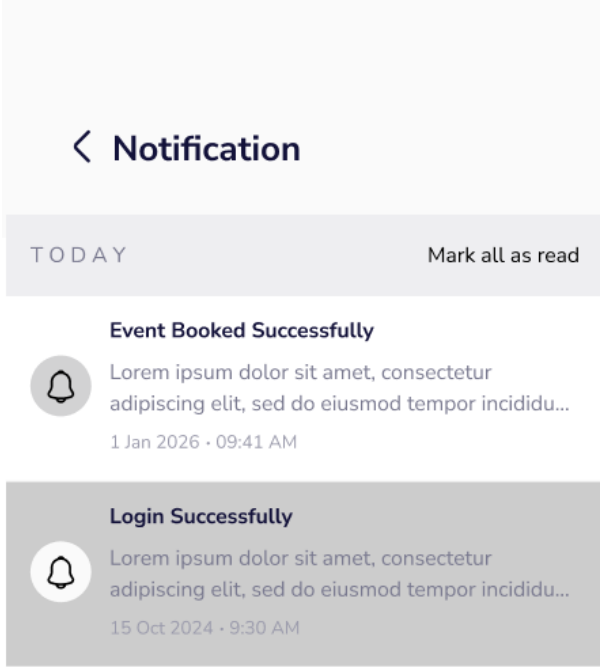 Notification
TODAY
Mark all as read
Event Booked Successfully
Lorem ipsum dolor sit amet, consectetur
adipiscing elit, sed do eiusmod tempor incididu...
1 Jan 2026 • 09:41 AM
Login Successfully
Lorem ipsum dolor sit amet, consectetur
adipiscing elit, sed do eiusmod tempor incididu...
15 Oct 2024 • 9:30 AM